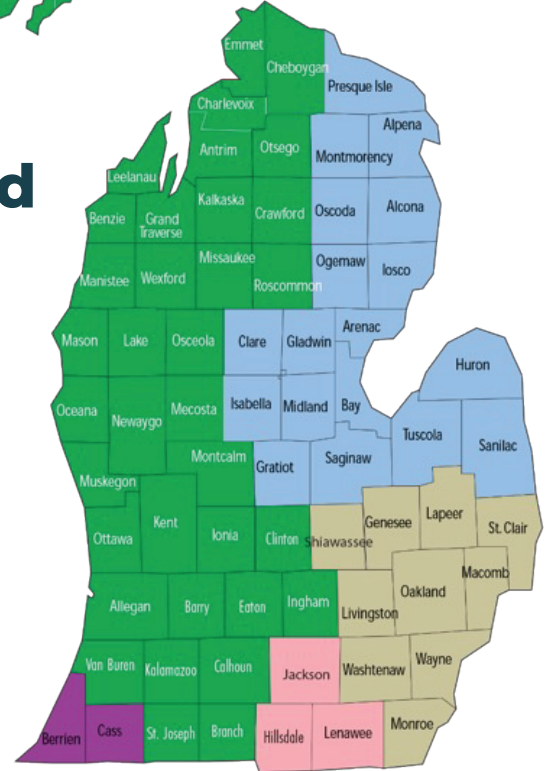 Emmet
Cheboygan
Presque Isle
Charlevoix
Alpena
Antrim
Otsego
Montmorency
d
Leelanau
Kalkaska
Crawford
Oscoda
Alcona
Benzie
Grand
Traverse
Missaukee
Ogemaw
Iosco
Manistee
Wexford
Roscommon
Mason
Lake
Osceola
Clare
Gladwin
Arenac
Huron
Oceana
Newaygo
Mecosta
Isabella
Midland
Bay
Tuscola
Sanilac
Montcalm
Gratiot
Saginaw
Muskegon
Ottawa
Kent
Ionia
Clinton
Shiawassee
Genesee
Lapeer
St. Clair
Allegan
Barry
Eaton
Ingham
Livingston
Oakland
Macomb
Van Buren
Kalamazoo
Calhoun
Jackson
Washtenaw
Wayne
Berrien
Cass
St. Joseph
Branch
Hillsdale
Lenawee
Monroe